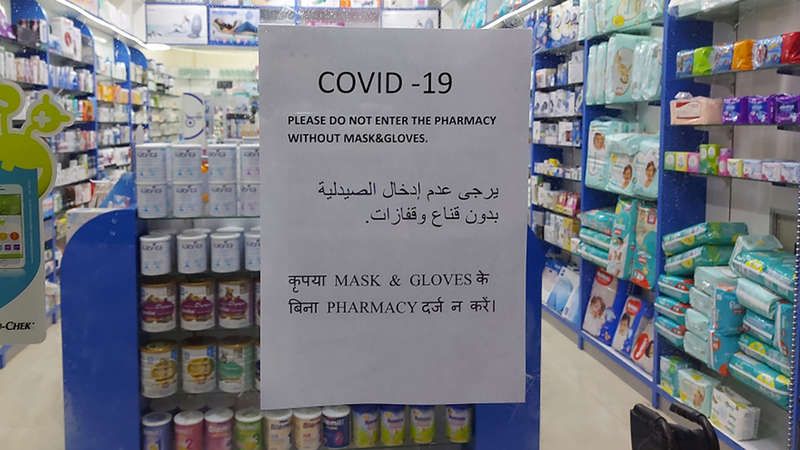 COVID -19
PLEASE DO NOT ENTER THE PHARMACY
WITHOUT MASK&GLOVES.
يرجى عدم إدخال الصيدلية
بدون قناع وقفازات.
कृपया MASK & GLOVES के
बिना PHARMACY दर्ज न करें।
-CHEK